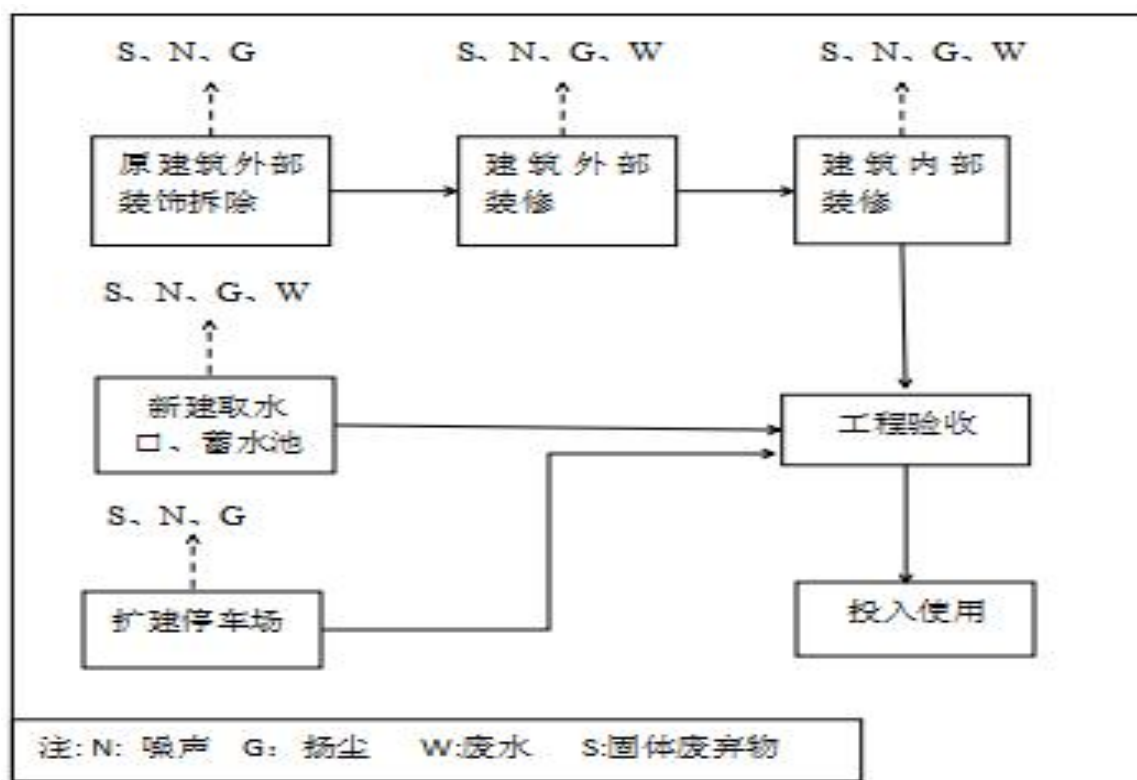 S、N、G
S、N、G、W
S、N、G、W
原建筑外部
装饰拆除
建筑外部
装修
建筑内部
装修
S、N、G、W
新建取水
口、蓄水池
工程验收
S、N、G
扩建停车场
投入使用
注: N: 噪声 G：扬尘 W:废水 S:固体废弃物